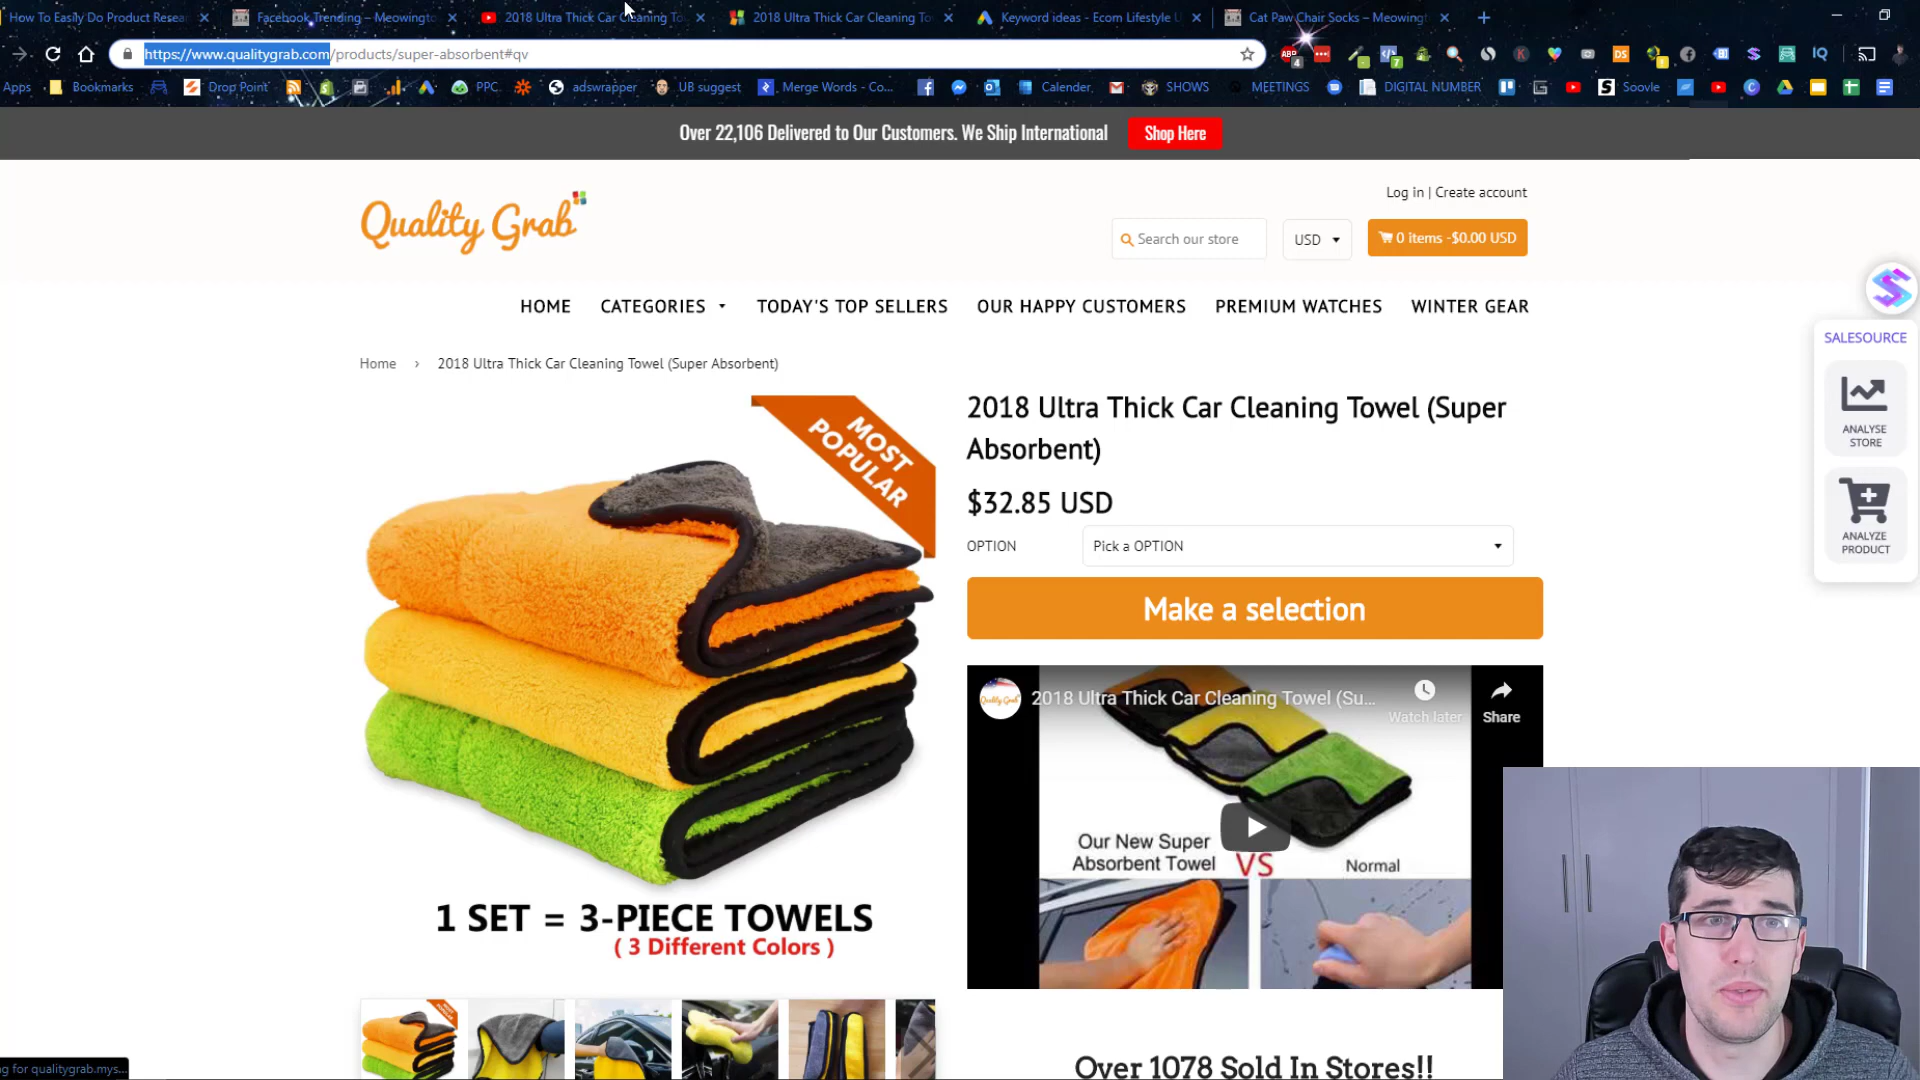 How To Easily Do Product Resea
Facebook Trending – Meowingto
2018 Ultra Thick Car Cleaning To
2018 Ultra Thick Car Cleaning To
Keyword ideas - Ecom Lifestyle U
Cat Paw Chair Socks – Meowingt
https://www.qualitygrab.com/products/super-absorbent#qv
Apps
Bookmarks
Drop Point
PPC
adswrapper
UB suggest
Merge Words - Co...
Calender
SHOWS
MEETINGS
DIGITAL NUMBER
Soovle
Over 22,106 Delivered to Our Customers. We Ship International
Shop Here
Quality Grab
Log in | Create account
Search our store
USD
0 items -$0.00 USD
HOME
CATEGORIES
TODAY'S TOP SELLERS
OUR HAPPY CUSTOMERS
PREMIUM WATCHES
WINTER GEAR
SALESOURCE
ANALYSE
STORE
ANALYZE
PRODUCT
Home › 2018 Ultra Thick Car Cleaning Towel (Super Absorbent)
MOST
POPULAR
1 SET = 3-PIECE TOWELS
( 3 Different Colors )
2018 Ultra Thick Car Cleaning Towel (Super
Absorbent)
$32.85 USD
OPTION
Pick a OPTION
Make a selection
2018 Ultra Thick Car Cleaning Towel (Su...
Watch later
Share
Our New Super
Absorbent Towel
VS
Normal
Over 1078 Sold In Stores!!
ng for qualitygrab.mys...